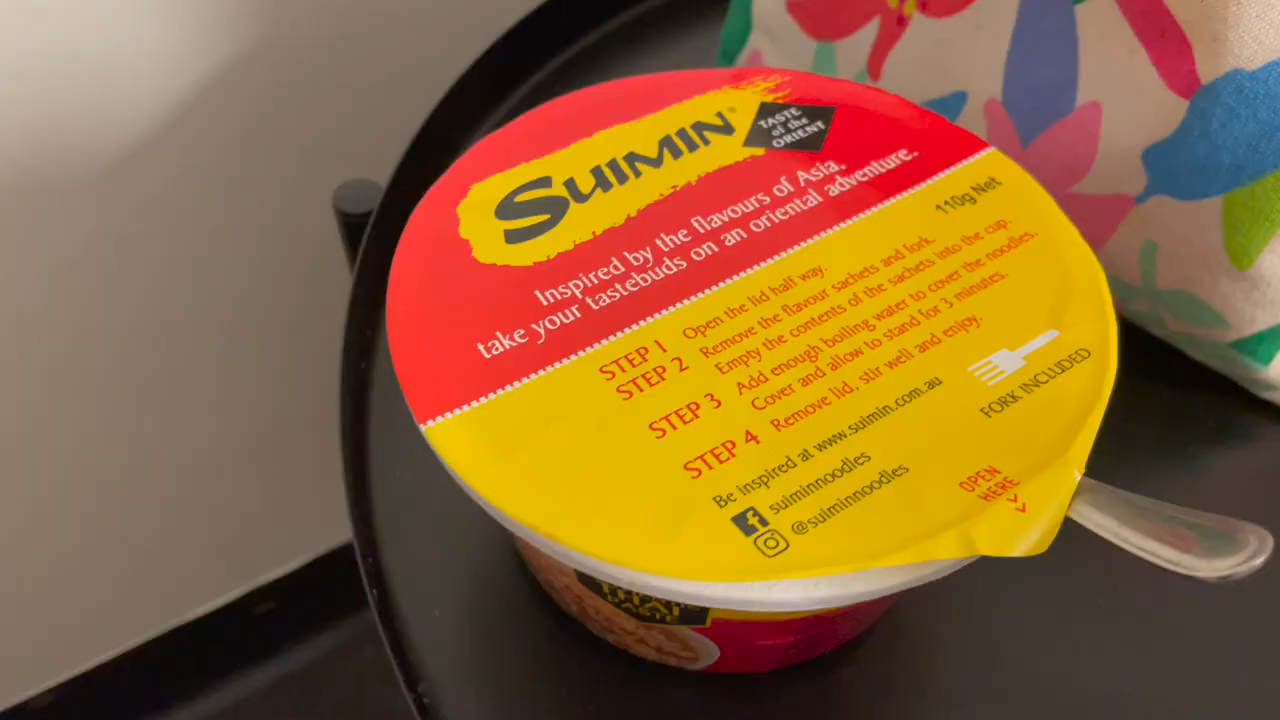 SUIMIN
TASTE
of the
ORIENT
Inspired by the flavours of Asia,
take your tastebuds on an oriental adventure.
110g Net
STEP 1 Open the lid half way.
STEP 2 Remove the flavour sachets and fork.
Empty the contents of the sachets into the cup.
STEP 3 Add enough boiling water to cover the noodles.
Cover and allow to stand for 3 minutes.
STEP 4 Remove lid, stir well and enjoy.
Be inspired at www.suimin.com.au
suiminnoodles
@suiminnoodles
FORK INCLUDED
OPEN
HERE
THAI